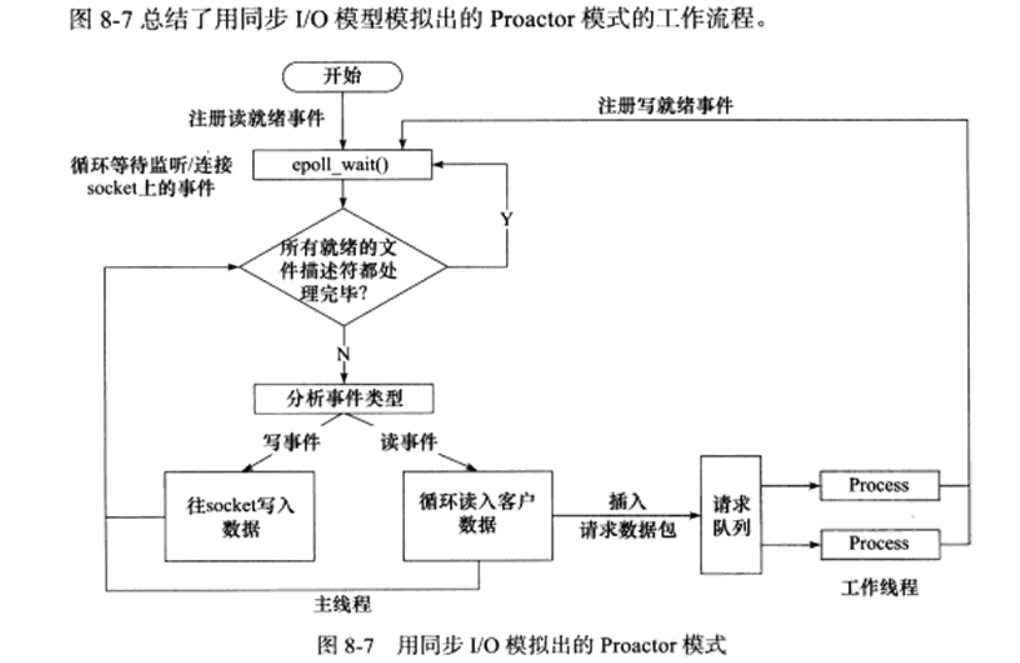 图 8-7 总结了用同步 I/O 模型模拟出的 Proactor 模式的工作流程。
开始
注册读就绪事件
注册写就绪事件
循环等待监听/连接
socket上的事件
epoll_wait()
Y
所有就绪的文
件描述符都处
理完毕?
N
分析事件类型
写事件
读事件
往socket写入
数据
循环读入客户
数据
插入
请求数据包
请求
队列
Process
Process
工作线程
主线程
图 8-7 用同步 I/O 模拟出的 Proactor 模式